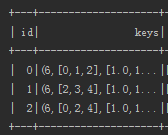 +---+--------------------
| id|                keys|
+---+--------------------
|  0|(6, [0,1,2], [1.0, 1...|
|  1|(6, [2,3,4], [1.0, 1...|
|  2|(6, [0,2,4], [1.0, 1...|
+---+--------------------